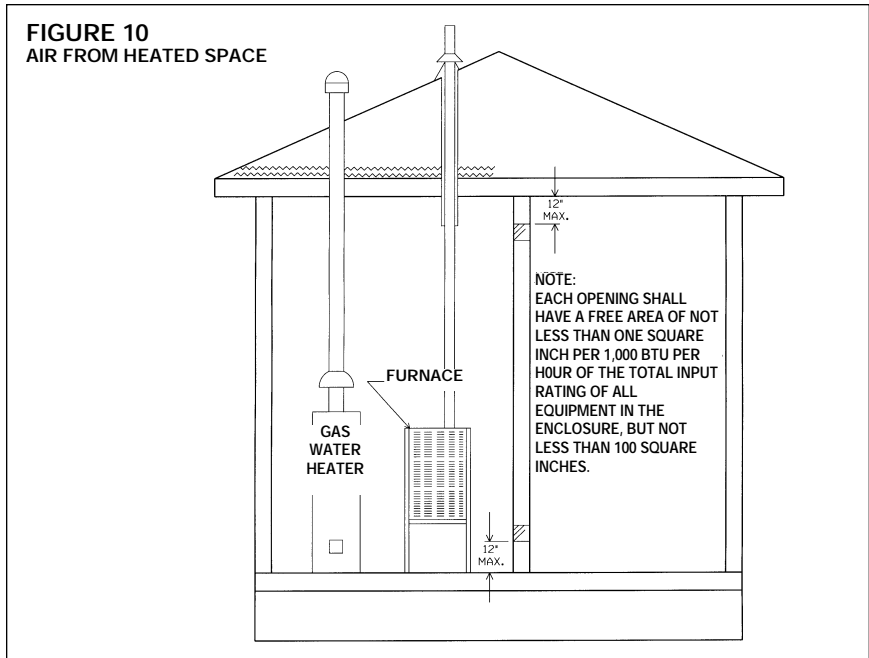 FIGURE 10
AIR FROM HEATED SPACE
12"
MAX.
NOTE:
EACH OPENING SHALL
HAVE A FREE AREA OF NOT
LESS THAN ONE SQUARE
INCH PER 1,000 BTU PER
H0UR OF THE TOTAL INPUT
RATING OF ALL
EQUIPMENT IN THE
ENCLOSURE, BUT NOT
LESS THAN 100 SQUARE
INCHES.
FURNACE
GAS
WATER
HEATER
12"
MAX.